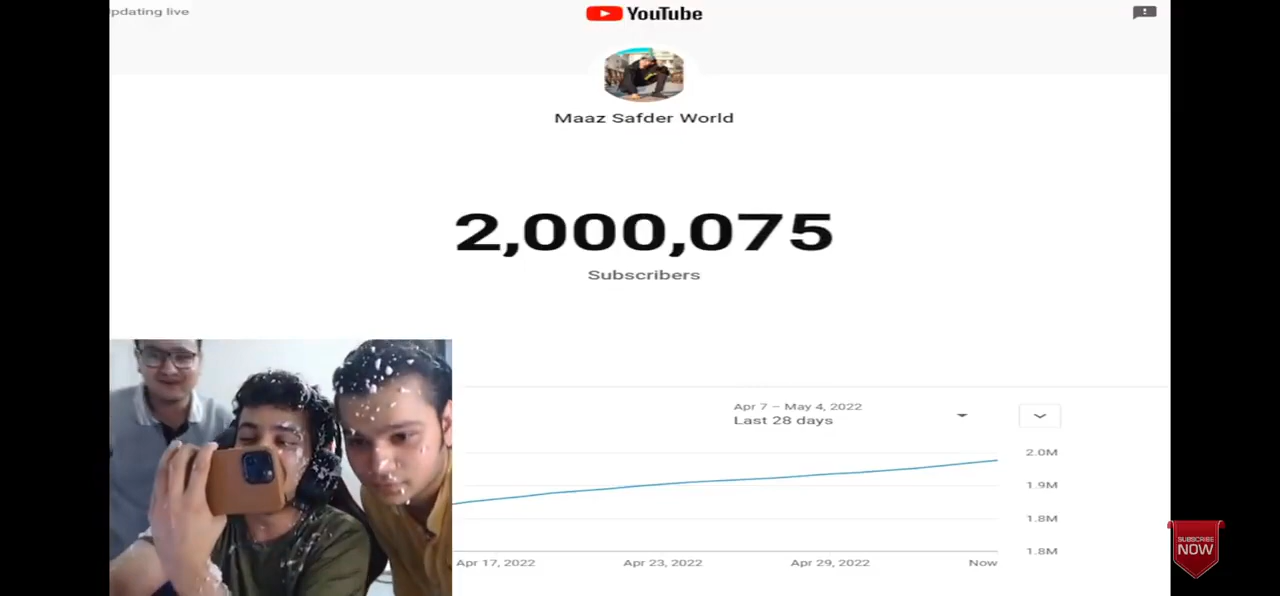 pdating live
YouTube
Maaz Safder World
2,000,075
Subscribers
Apr 7 – May 4, 2022
Last 28 days
2.0M
1.9M
1.8M
1.8M
Apr 17, 2022
Apr 23, 2022
Apr 29, 2022
Now
SUBSCRIBE
NOW